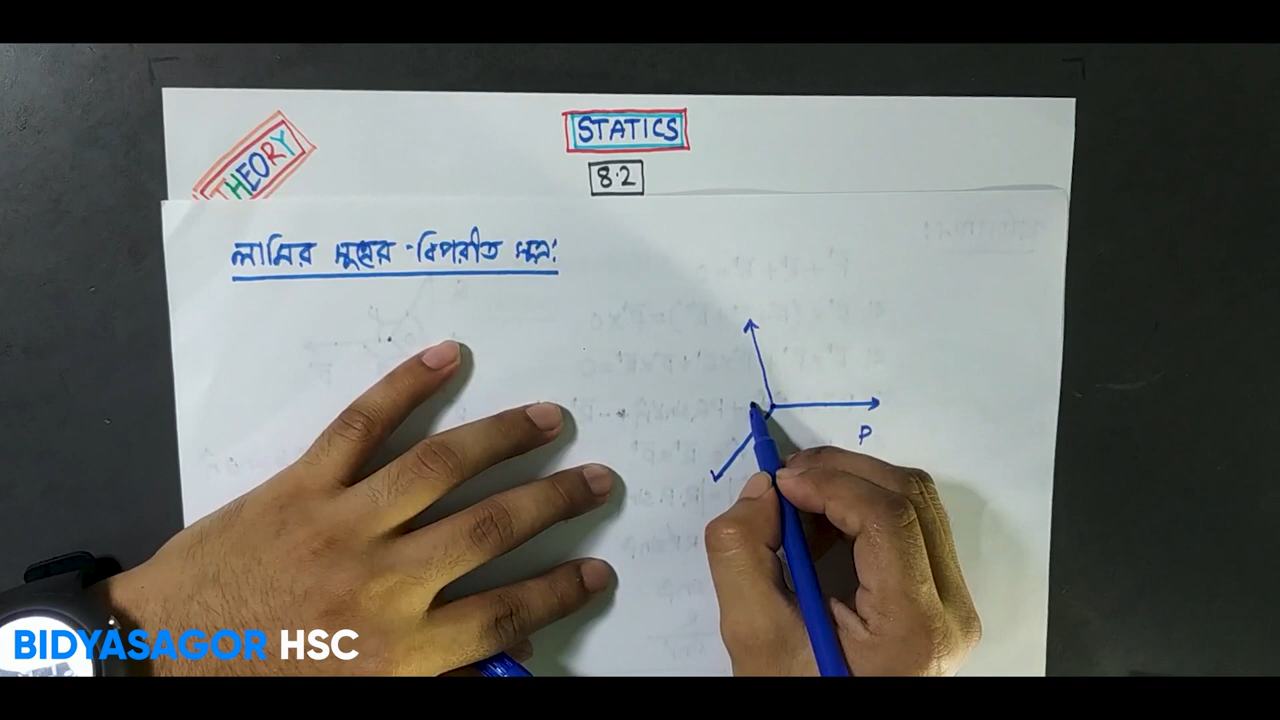 THEORY
STATICS
8.2
লামির সূত্রের বিপরীত সূত্র:
P
BIDYASAGOR HSC